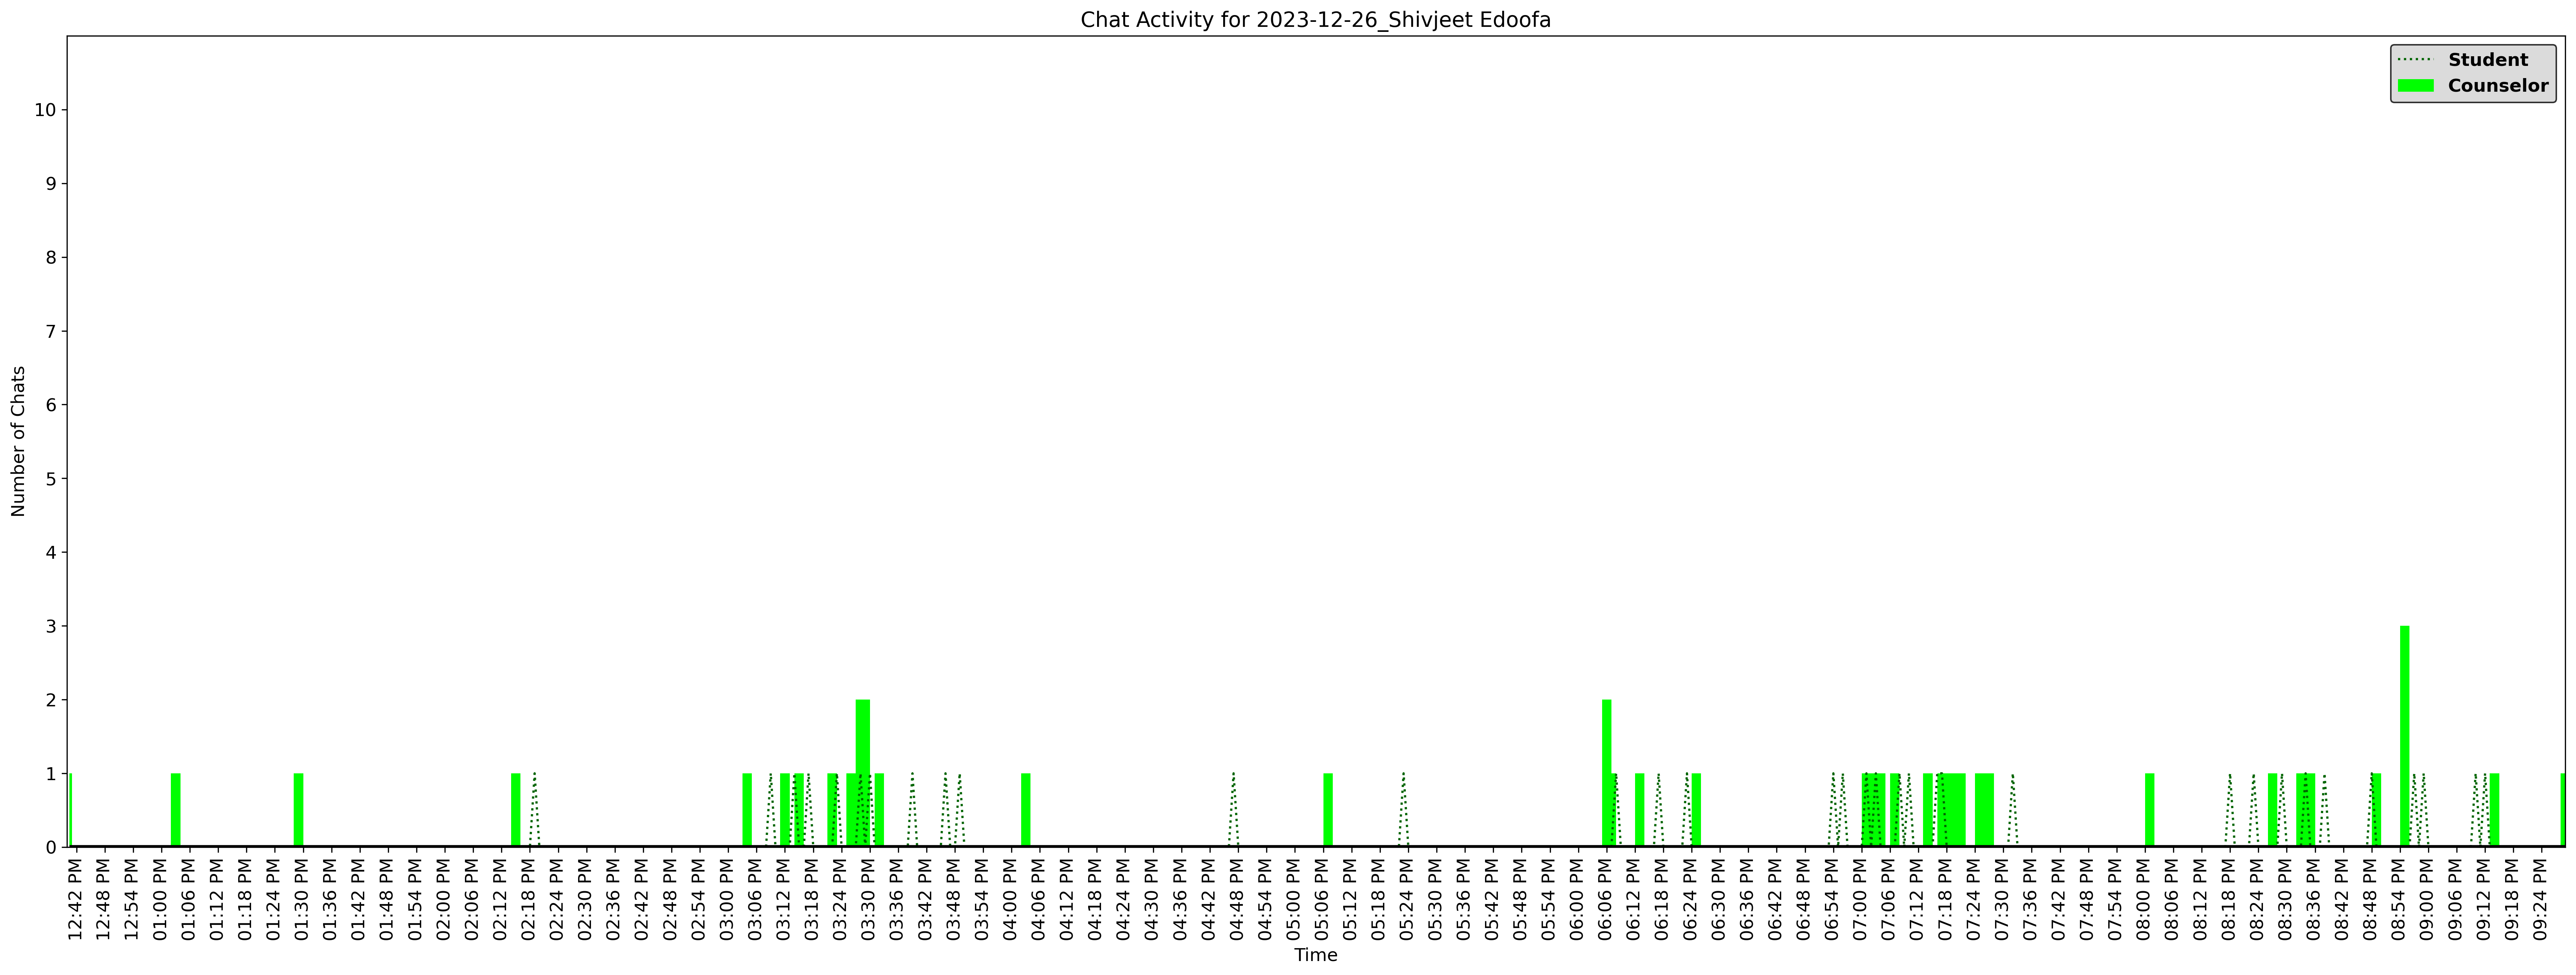 Chat Activity for 2023-12-26_Shivjeet Edoofa
Student
Counselor
Number of Chats
10
9
8
7
6
5
4
3
2
1
0
12:42 PM
12:48 PM
12:54 PM
01:00 PM
01:06 PM
01:12 PM
01:18 PM
01:24 PM
01:30 PM
01:36 PM
01:42 PM
01:48 PM
01:54 PM
02:00 PM
02:06 PM
02:12 PM
02:18 PM
02:24 PM
02:30 PM
02:36 PM
02:42 PM
02:48 PM
02:54 PM
03:00 PM
03:06 PM
03:12 PM
03:18 PM
03:24 PM
03:30 PM
03:36 PM
03:42 PM
03:48 PM
03:54 PM
04:00 PM
04:06 PM
04:12 PM
04:18 PM
04:24 PM
04:30 PM
04:36 PM
04:42 PM
04:48 PM
04:54 PM
05:00 PM
05:06 PM
05:12 PM
05:18 PM
05:24 PM
05:30 PM
05:36 PM
05:42 PM
05:48 PM
05:54 PM
06:00 PM
06:06 PM
06:12 PM
06:18 PM
06:24 PM
06:30 PM
06:36 PM
06:42 PM
06:48 PM
06:54 PM
07:00 PM
07:06 PM
07:12 PM
07:18 PM
07:24 PM
07:30 PM
07:36 PM
07:42 PM
07:48 PM
07:54 PM
08:00 PM
08:06 PM
08:12 PM
08:18 PM
08:24 PM
08:30 PM
08:36 PM
08:42 PM
08:48 PM
08:54 PM
09:00 PM
09:06 PM
09:12 PM
09:18 PM
09:24 PM
Time